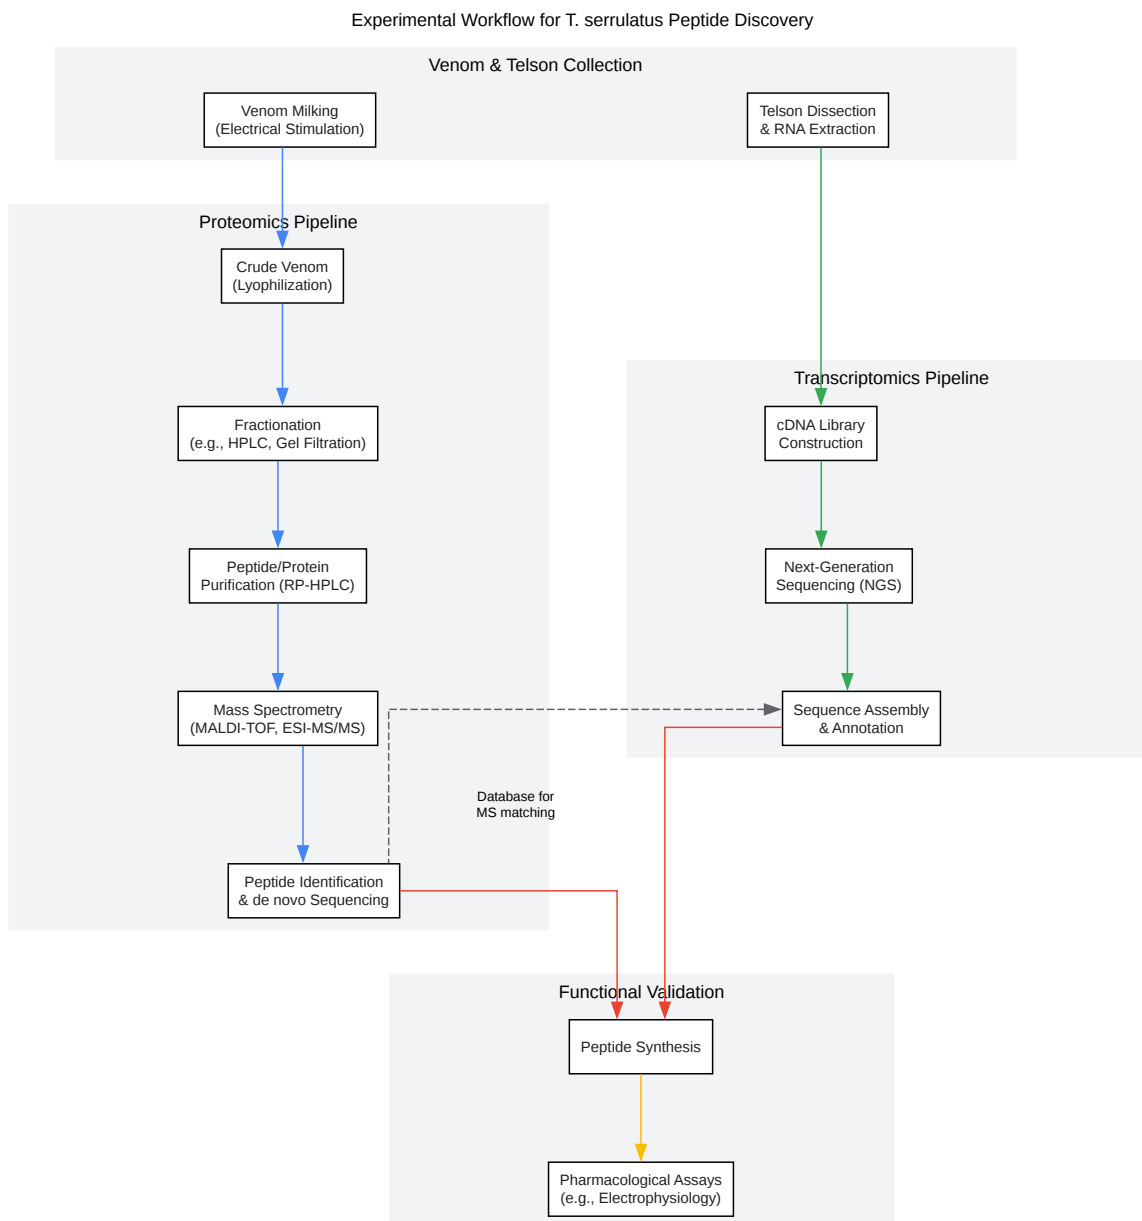 Experimental Workflow for T. serrulatus Peptide Discovery
Venom & Telson Collection
Venom Milking
(Electrical Stimulation)
Telson Dissection
& RNA Extraction
Proteomics Pipeline
Crude Venom
(Lyophilization)
Transcriptomics Pipeline
Fractionation
(e.g., HPLC, Gel Filtration)
cDNA Library
Construction
Peptide/Protein
Purification (RP-HPLC)
Next-Generation
Sequencing (NGS)
Mass Spectrometry
(MALDI-TOF, ESI-MS/MS)
Sequence Assembly
& Annotation
Database for
MS matching
Peptide Identification
& de novo Sequencing
Functional Validation
Peptide Synthesis
Pharmacological Assays
(e.g., Electrophysiology)